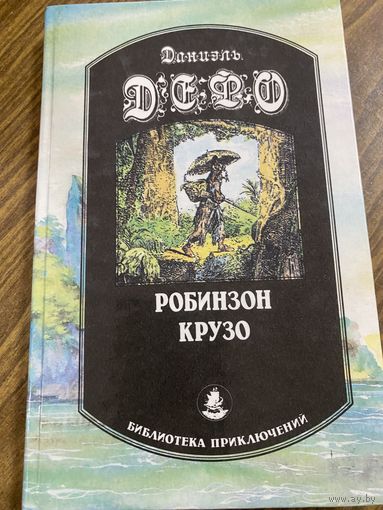 Даниэль
ДЕФО
РОБИНЗОН
КРУЗО
БИБЛИОТЕКА ПРИКЛЮЧЕНИЙ
www.ay.by